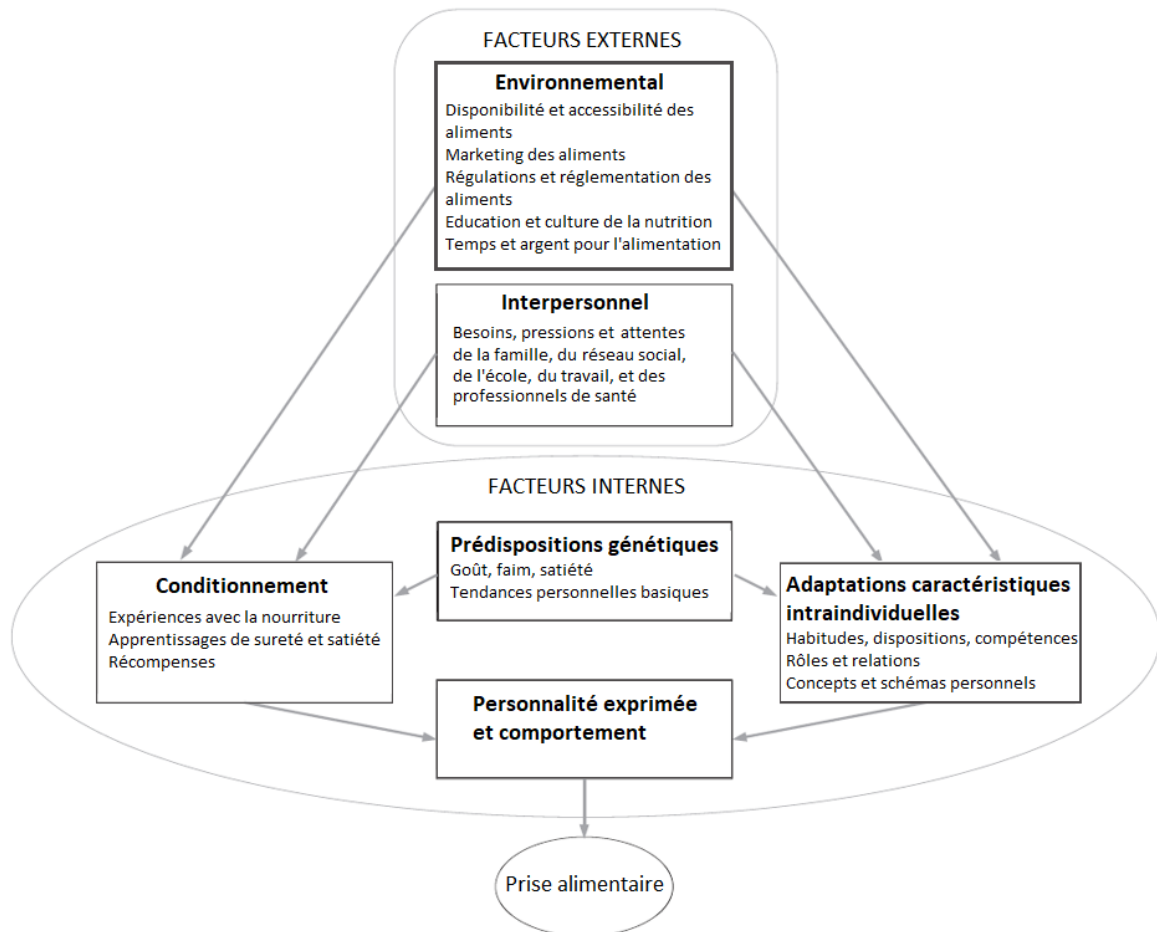 FACTEURS EXTERNES
Environnemental
Disponibilité et accessibilité des
aliments
Marketing des aliments
Régulations et réglementation des
aliments
Education et culture de la nutrition
Temps et argent pour l'alimentation
Interpersonnel
Besoins, pressions et attentes
de la famille, du réseau social,
de l'école, du travail, et des
professionnels de santé
FACTEURS INTERNES
Prédispositions génétiques
Goût, faim, satiété
Tendances personnelles basiques
Conditionnement
Expériences avec la nourriture
Apprentissages de sureté et satiété
Récompenses
Adaptations caractéristiques
intraindividuelles
Habitudes, dispositions, compétences
Rôles et relations
Concepts et schémas personnels
Personnalité exprimée
et comportement
Prise alimentaire